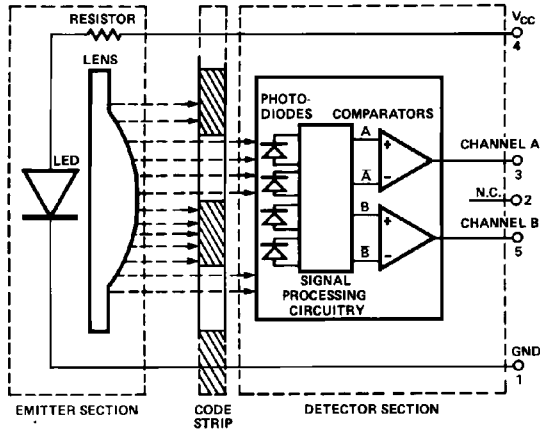 RESISTOR
LENS
LED
EMITTER SECTION
CODE
STRIP
PHOTO-
DIODES
COMPARATORS
A
+
A̅
−
B
+
B̅
−
SIGNAL
PROCESSING
CIRCUITRY
DETECTOR SECTION
VCC
4
CHANNEL A
3
N.C.
2
CHANNEL B
5
GND
1